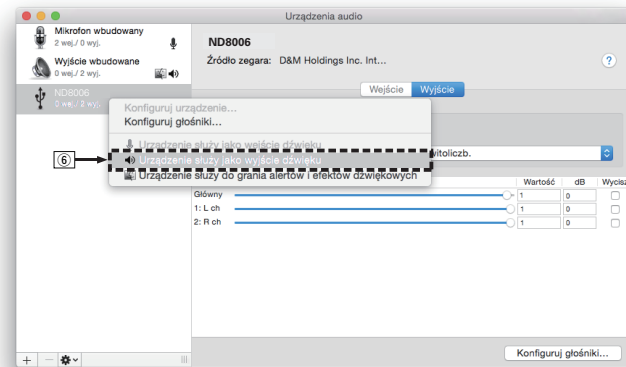 Urządzenia audio
Mikrofon wbudowany
2 wej./ 0 wyj.
Wyjście wbudowane
0 wej./ 2 wyj.
ND8006
0 wej./ 2 wyj.
ND8006
Źródło zegara: D&M Holdings Inc. Int...
?
Wejście Wyjście
Konfiguruj urządzenie...
Konfiguruj głośniki...
Urządzenie służy jako wejście dźwięku
⑥ Urządzenie służy jako wyjście dźwięku
Urządzenie służy do grania alertów i efektów dźwiękowych
Wartość dB Wycisz
Główny 1 0
1: L ch 1 0
2: R ch 1 0
Konfiguruj głośniki...